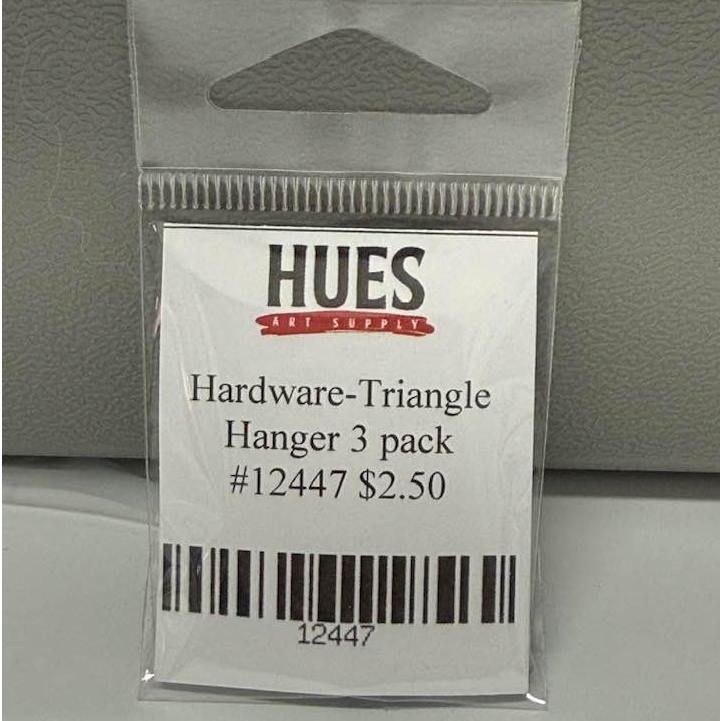 HUES
ART SUPPLY
Hardware-Triangle
Hanger 3 pack
#12447 $2.50
12447